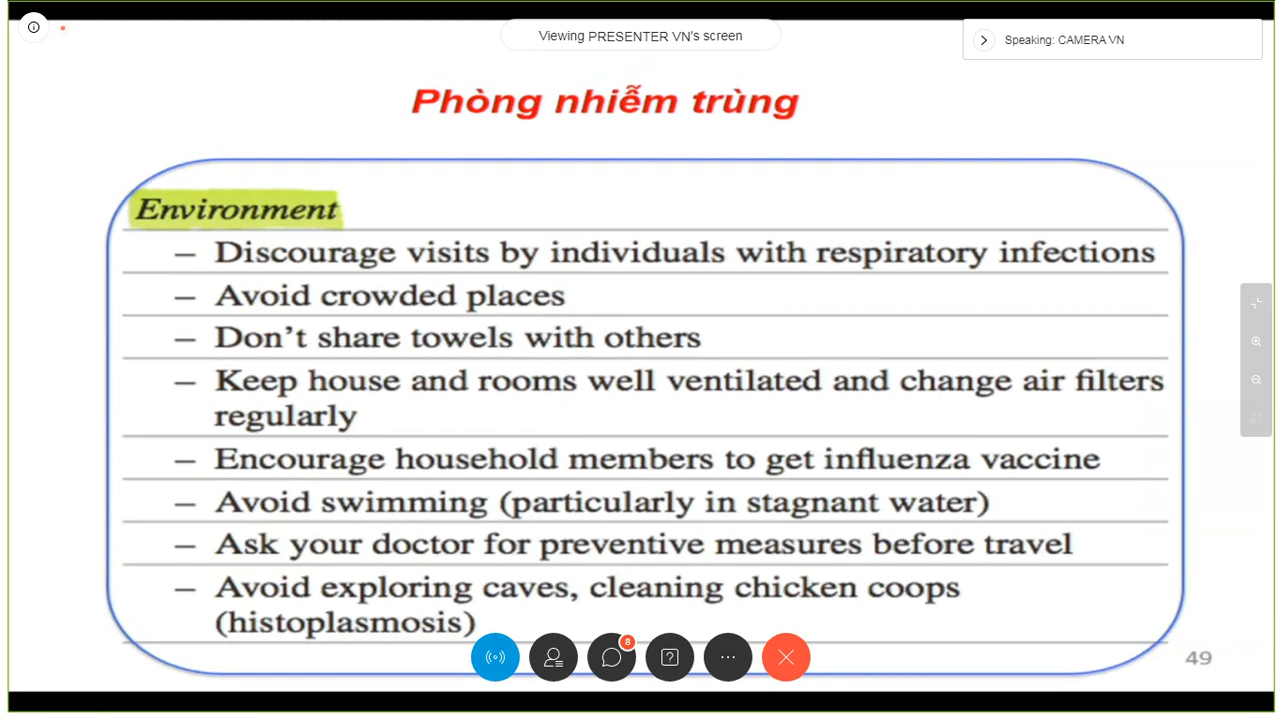 Viewing PRESENTER VN's screen
Speaking: CAMERA VN
Phòng nhiễm trùng
Environment
– Discourage visits by individuals with respiratory infections
– Avoid crowded places
– Don't share towels with others
– Keep house and rooms well ventilated and change air filters
regularly
– Encourage household members to get influenza vaccine
– Avoid swimming (particularly in stagnant water)
– Ask your doctor for preventive measures before travel
– Avoid exploring caves, cleaning chicken coops
(histoplasmosis)
8
49